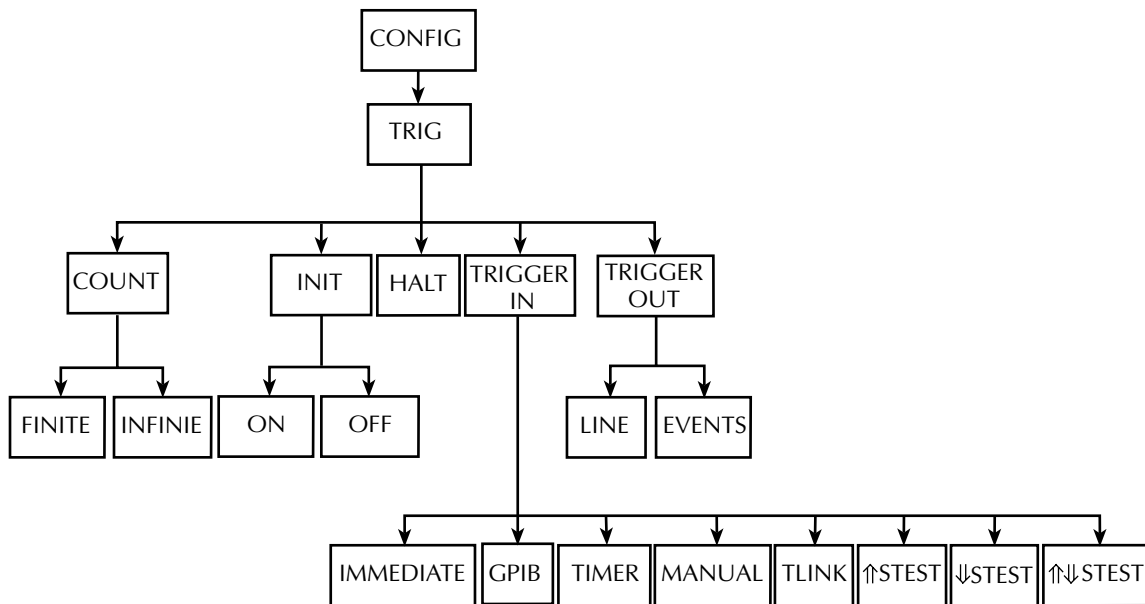 CONFIG
TRIG
COUNT
INIT
HALT
TRIGGER
IN
TRIGGER
OUT
FINITE
INFINIE
ON
OFF
LINE
EVENTS
IMMEDIATE
GPIB
TIMER
MANUAL
TLINK
⇑STEST
⇓STEST
⇑⇓STEST